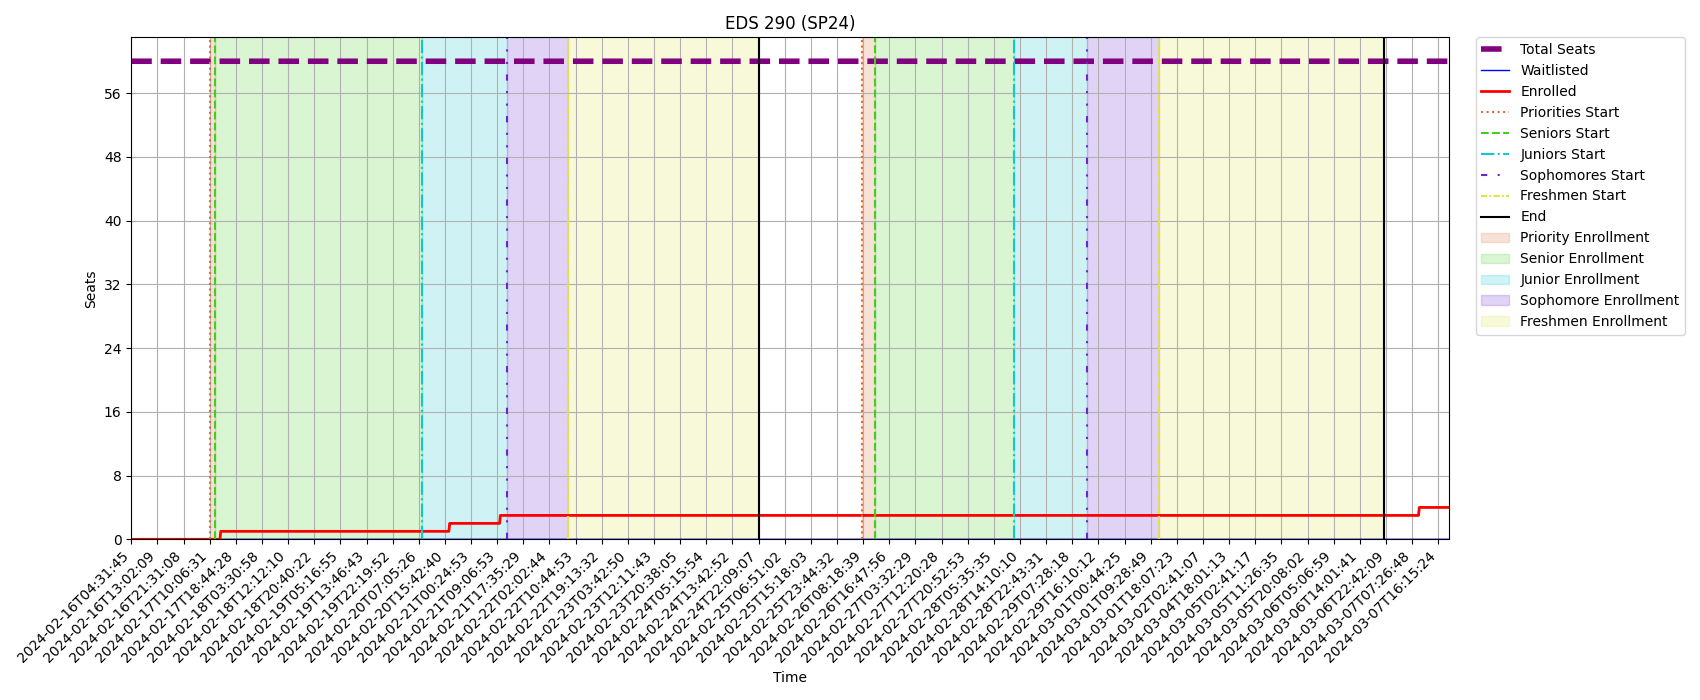 EDS 290 (SP24)
Seats
56
48
40
32
24
16
8
0
2024-02-16T04:31:45
2024-02-16T13:02:09
2024-02-16T21:31:08
2024-02-17T10:06:31
2024-02-17T18:44:28
2024-02-18T03:30:58
2024-02-18T12:12:10
2024-02-18T20:40:22
2024-02-19T05:16:55
2024-02-19T13:46:43
2024-02-19T22:19:52
2024-02-20T07:05:26
2024-02-20T15:42:40
2024-02-21T00:24:53
2024-02-21T09:06:53
2024-02-21T17:35:29
2024-02-22T02:02:44
2024-02-22T10:44:53
2024-02-22T19:13:32
2024-02-23T03:42:50
2024-02-23T12:11:43
2024-02-23T20:38:05
2024-02-24T05:15:54
2024-02-24T13:42:52
2024-02-24T22:09:07
2024-02-25T06:51:02
2024-02-25T15:18:03
2024-02-25T23:44:32
2024-02-26T08:18:39
2024-02-26T16:47:56
2024-02-27T03:32:29
2024-02-27T12:20:28
2024-02-27T20:52:53
2024-02-28T05:35:35
2024-02-28T14:10:10
2024-02-28T22:43:31
2024-02-29T07:28:18
2024-02-29T16:10:12
2024-03-01T00:44:25
2024-03-01T09:28:49
2024-03-01T18:07:23
2024-03-02T02:41:07
2024-03-04T18:01:13
2024-03-05T02:41:17
2024-03-05T11:26:35
2024-03-05T20:08:02
2024-03-06T05:06:59
2024-03-06T14:01:41
2024-03-06T22:42:09
2024-03-07T07:26:48
2024-03-07T16:15:24
Time
Total Seats
Waitlisted
Enrolled
Priorities Start
Seniors Start
Juniors Start
Sophomores Start
Freshmen Start
End
Priority Enrollment
Senior Enrollment
Junior Enrollment
Sophomore Enrollment
Freshmen Enrollment